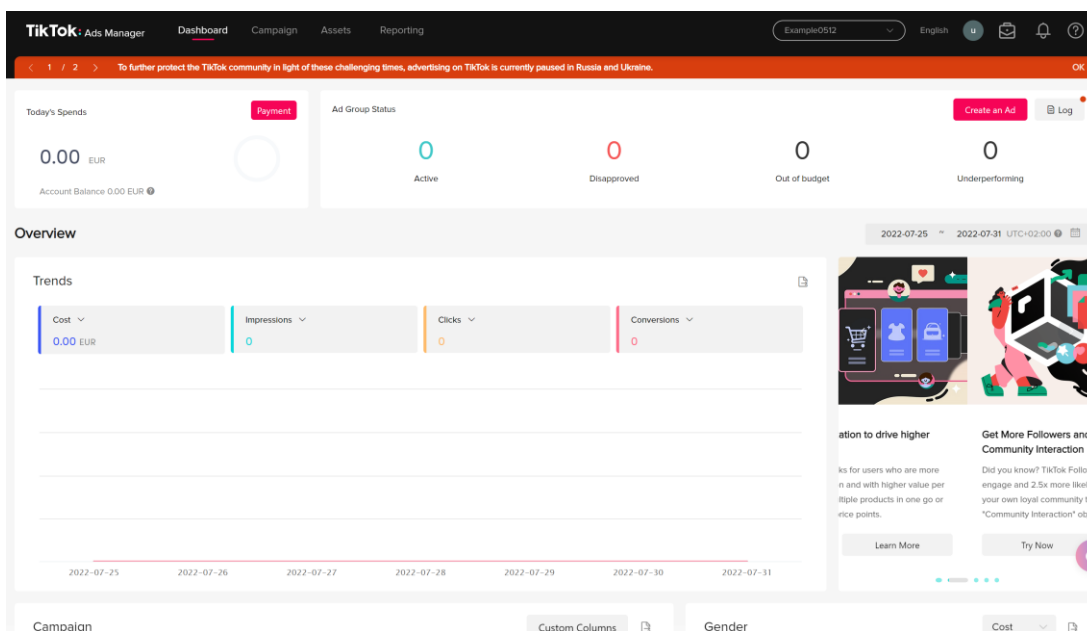 TikTok: Ads Manager Dashboard Campaign Assets Reporting Example0512 English u
< 1 / 2 > To further protect the TikTok community in light of these challenging times, advertising on TikTok is currently paused in Russia and Ukraine. OK
Today's Spends Payment
0.00 EUR
Account Balance 0.00 EUR
Ad Group Status Create an Ad Log
0 0 0 0
Active Disapproved Out of budget Underperforming
Overview 2022-07-25 ~ 2022-07-31 UTC+02:00
Trends
Cost Impressions Clicks Conversions
0.00 EUR 0 0 0
2022-07-25 2022-07-26 2022-07-27 2022-07-28 2022-07-29 2022-07-30 2022-07-31
ation to drive higher
ks for users who are more
n and with higher value per
ltiple products in one go or
rice points.
Learn More
Get More Followers and
Community Interaction
Did you know? TikTok Follo
engage and 2.5x more likel
your own loyal community
"Community Interaction" ob
Try Now
Campaign Custom Columns
Gender Cost